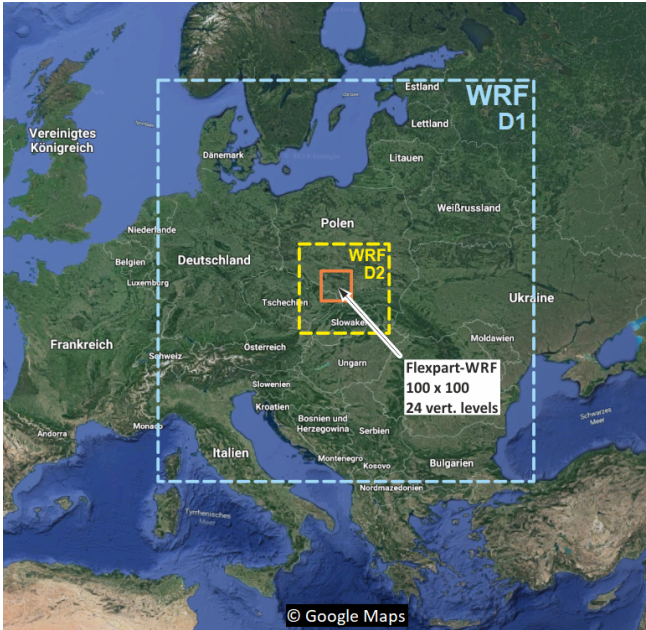 Estland
WRF
D1
Lettland
Vereinigtes
Königreich
Dänemark
Litauen
Weißrussland
Polen
Niederlande
WRF
D2
Belgien
Deutschland
Luxemburg
Tschechien
Ukraine
Slowakei
Moldawien
Frankreich
Österreich
Schweiz
Ungarn
Flexpart-WRF
100 x 100
24 vert. levels
Slowenien
Kroatien
Bosnien und
Herzegowina
Serbien
Schwarzes
Meer
Andorra
Monaco
Italien
Montenegro
Kosovo
Bulgarien
Nordmazedonien
Tyrrhenisches
Meer
© Google Maps